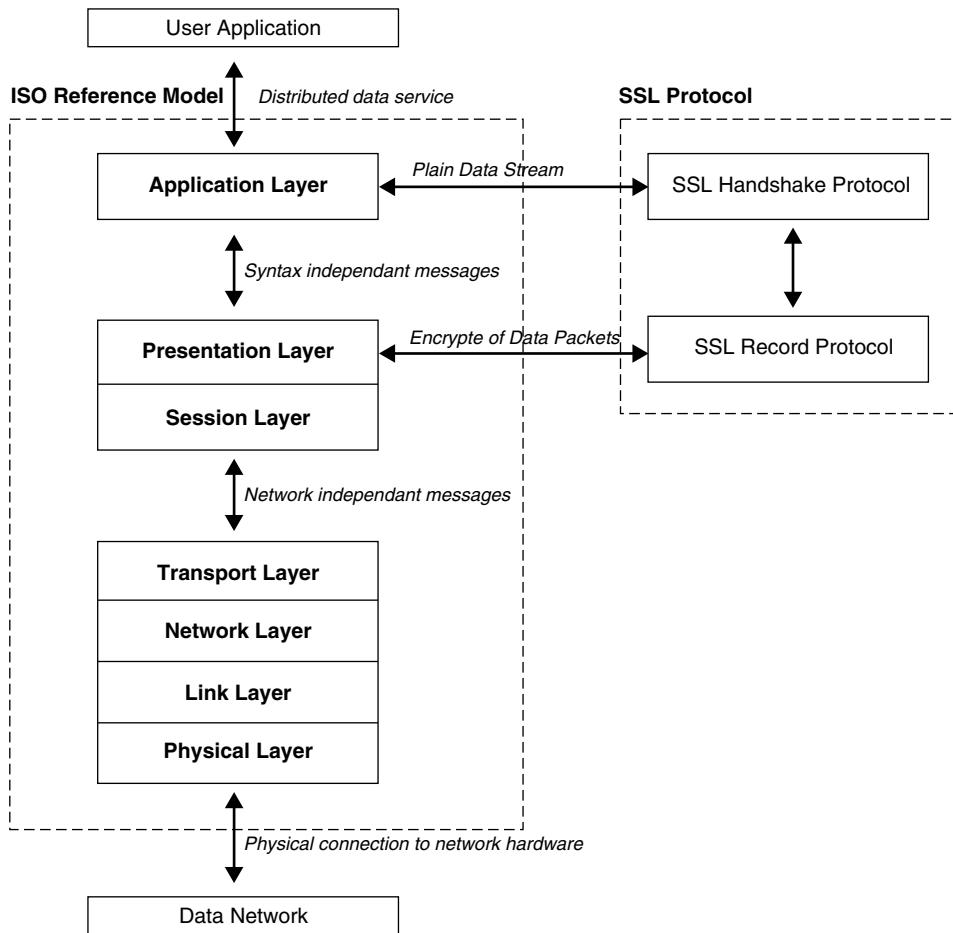 User Application
ISO Reference Model
Distributed data service
SSL Protocol
Application Layer
Plain Data Stream
SSL Handshake Protocol
Syntax independant messages
Presentation Layer
Encrypte of Data Packets
SSL Record Protocol
Session Layer
Network independant messages
Transport Layer
Network Layer
Link Layer
Physical Layer
Physical connection to network hardware
Data Network